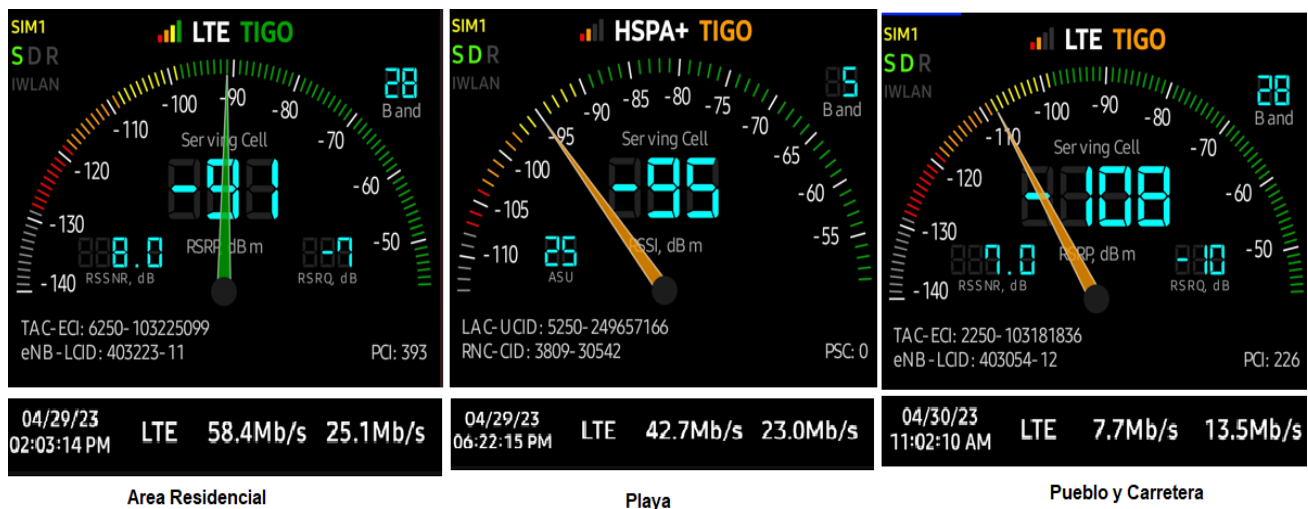 SIM1
LTE TIGO
S D R
IWLAN
28
Band
-140 -130 -120 -110 -100 -90 -80 -70 -60 -50
Serving Cell
-91
RSRP, dBm
8.0
RSSNR, dB
-7
RSRQ, dB
TAC-ECI: 6250-103225099
eNB-LCID: 403223-11
PCI: 393
04/29/23
02:03:14 PM
LTE 58.4Mb/s 25.1Mb/s
Area Residencial
SIM1
HSPA+ TIGO
S D R
IWLAN
5
Band
-110 -105 -100 -95 -90 -85 -80 -75 -70 -65 -60 -55
Serving Cell
-95
RSSI, dBm
25
ASU
LAC-UCID: 5250-249657166
RNC-CID: 3809-30542
PSC: 0
04/29/23
06:22:15 PM
LTE 42.7Mb/s 23.0Mb/s
Playa
SIM1
LTE TIGO
S D R
IWLAN
28
Band
-140 -130 -120 -110 -100 -90 -80 -70 -60 -50
Serving Cell
-108
RSRP, dBm
7.0
RSSNR, dB
-10
RSRQ, dB
TAC-ECI: 2250-103181836
eNB-LCID: 403054-12
PCI: 226
04/30/23
11:02:10 AM
LTE 7.7Mb/s 13.5Mb/s
Pueblo y Carretera